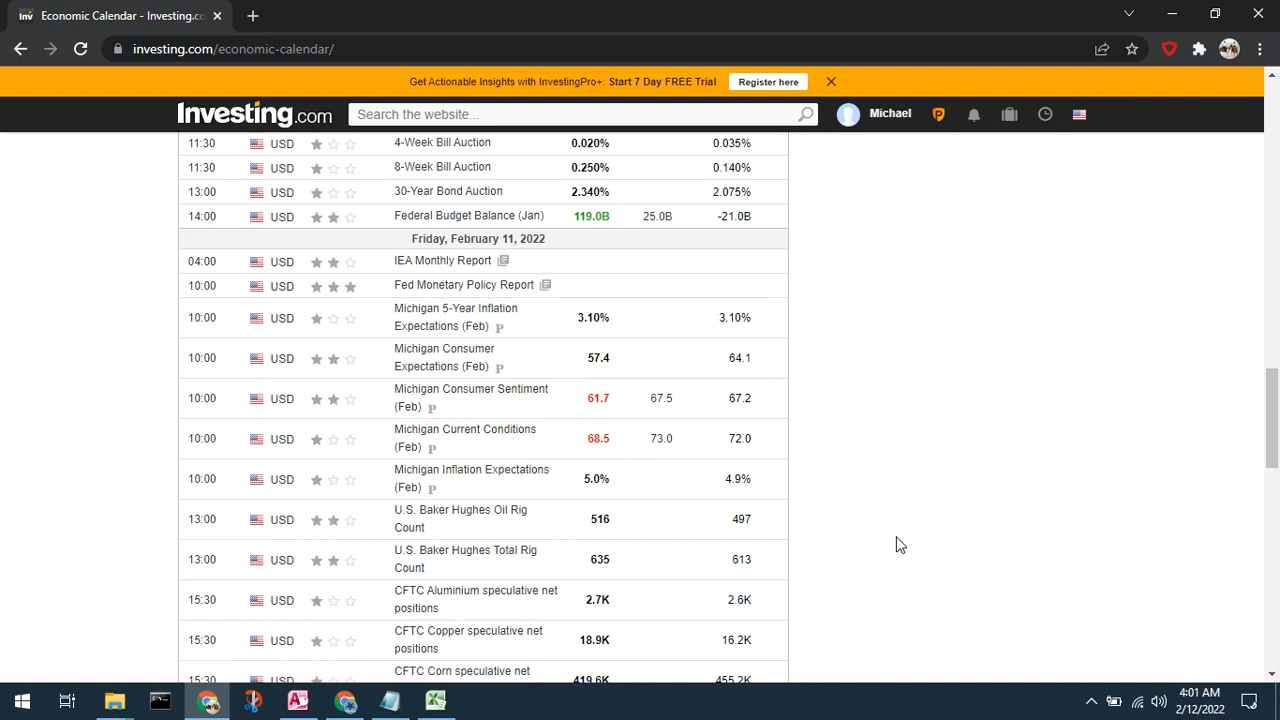 Inv Economic Calendar - Investing.co
investing.com/economic-calendar/
Get Actionable Insights with InvestingPro+: Start 7 Day FREE Trial Register here
Investing.com Search the website... Michael
11:30 USD 4-Week Bill Auction 0.020% 0.035%
11:30 USD 8-Week Bill Auction 0.250% 0.140%
13:00 USD 30-Year Bond Auction 2.340% 2.075%
14:00 USD Federal Budget Balance (Jan) 119.0B 25.0B -21.0B
Friday, February 11, 2022
04:00 USD IEA Monthly Report
10:00 USD Fed Monetary Policy Report
10:00 USD Michigan 5-Year Inflation
Expectations (Feb) P 3.10% 3.10%
10:00 USD Michigan Consumer
Expectations (Feb) P 57.4 64.1
10:00 USD Michigan Consumer Sentiment
(Feb) P 61.7 67.5 67.2
10:00 USD Michigan Current Conditions
(Feb) P 68.5 73.0 72.0
10:00 USD Michigan Inflation Expectations
(Feb) P 5.0% 4.9%
13:00 USD U.S. Baker Hughes Oil Rig
Count 516 497
13:00 USD U.S. Baker Hughes Total Rig
Count 635 613
15:30 USD CFTC Aluminium speculative net
positions 2.7K 2.6K
15:30 USD CFTC Copper speculative net
positions 18.9K 16.2K
15:30 USD CFTC Corn speculative net 419.6K 455.2K
4:01 AM
2/12/2022